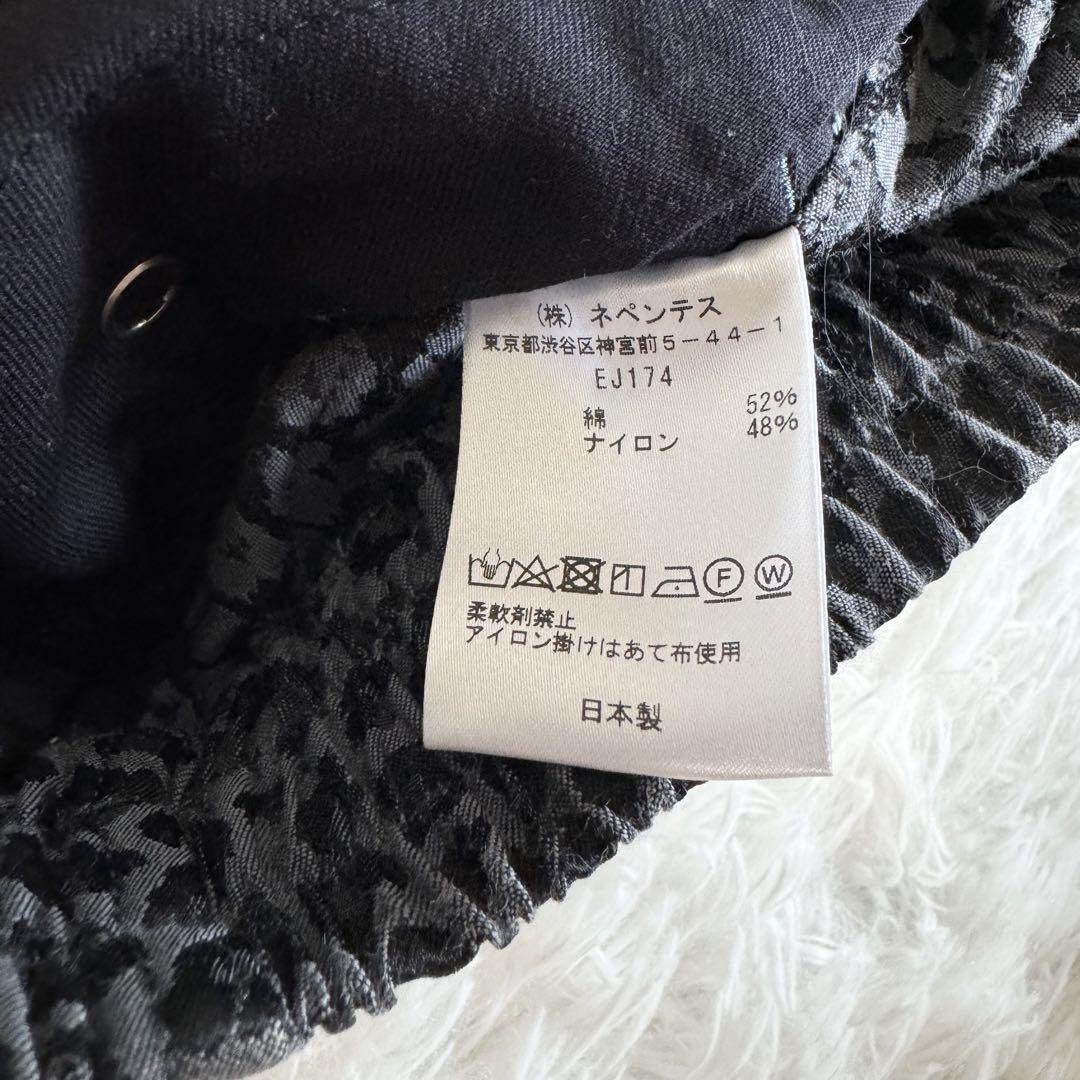 (株) ネペンテス
東京都渋谷区神宮前5-44-1
EJ174
綿 52%
ナイロン 48%
F W
柔軟剤禁止
アイロン掛けはあて布使用
日本製